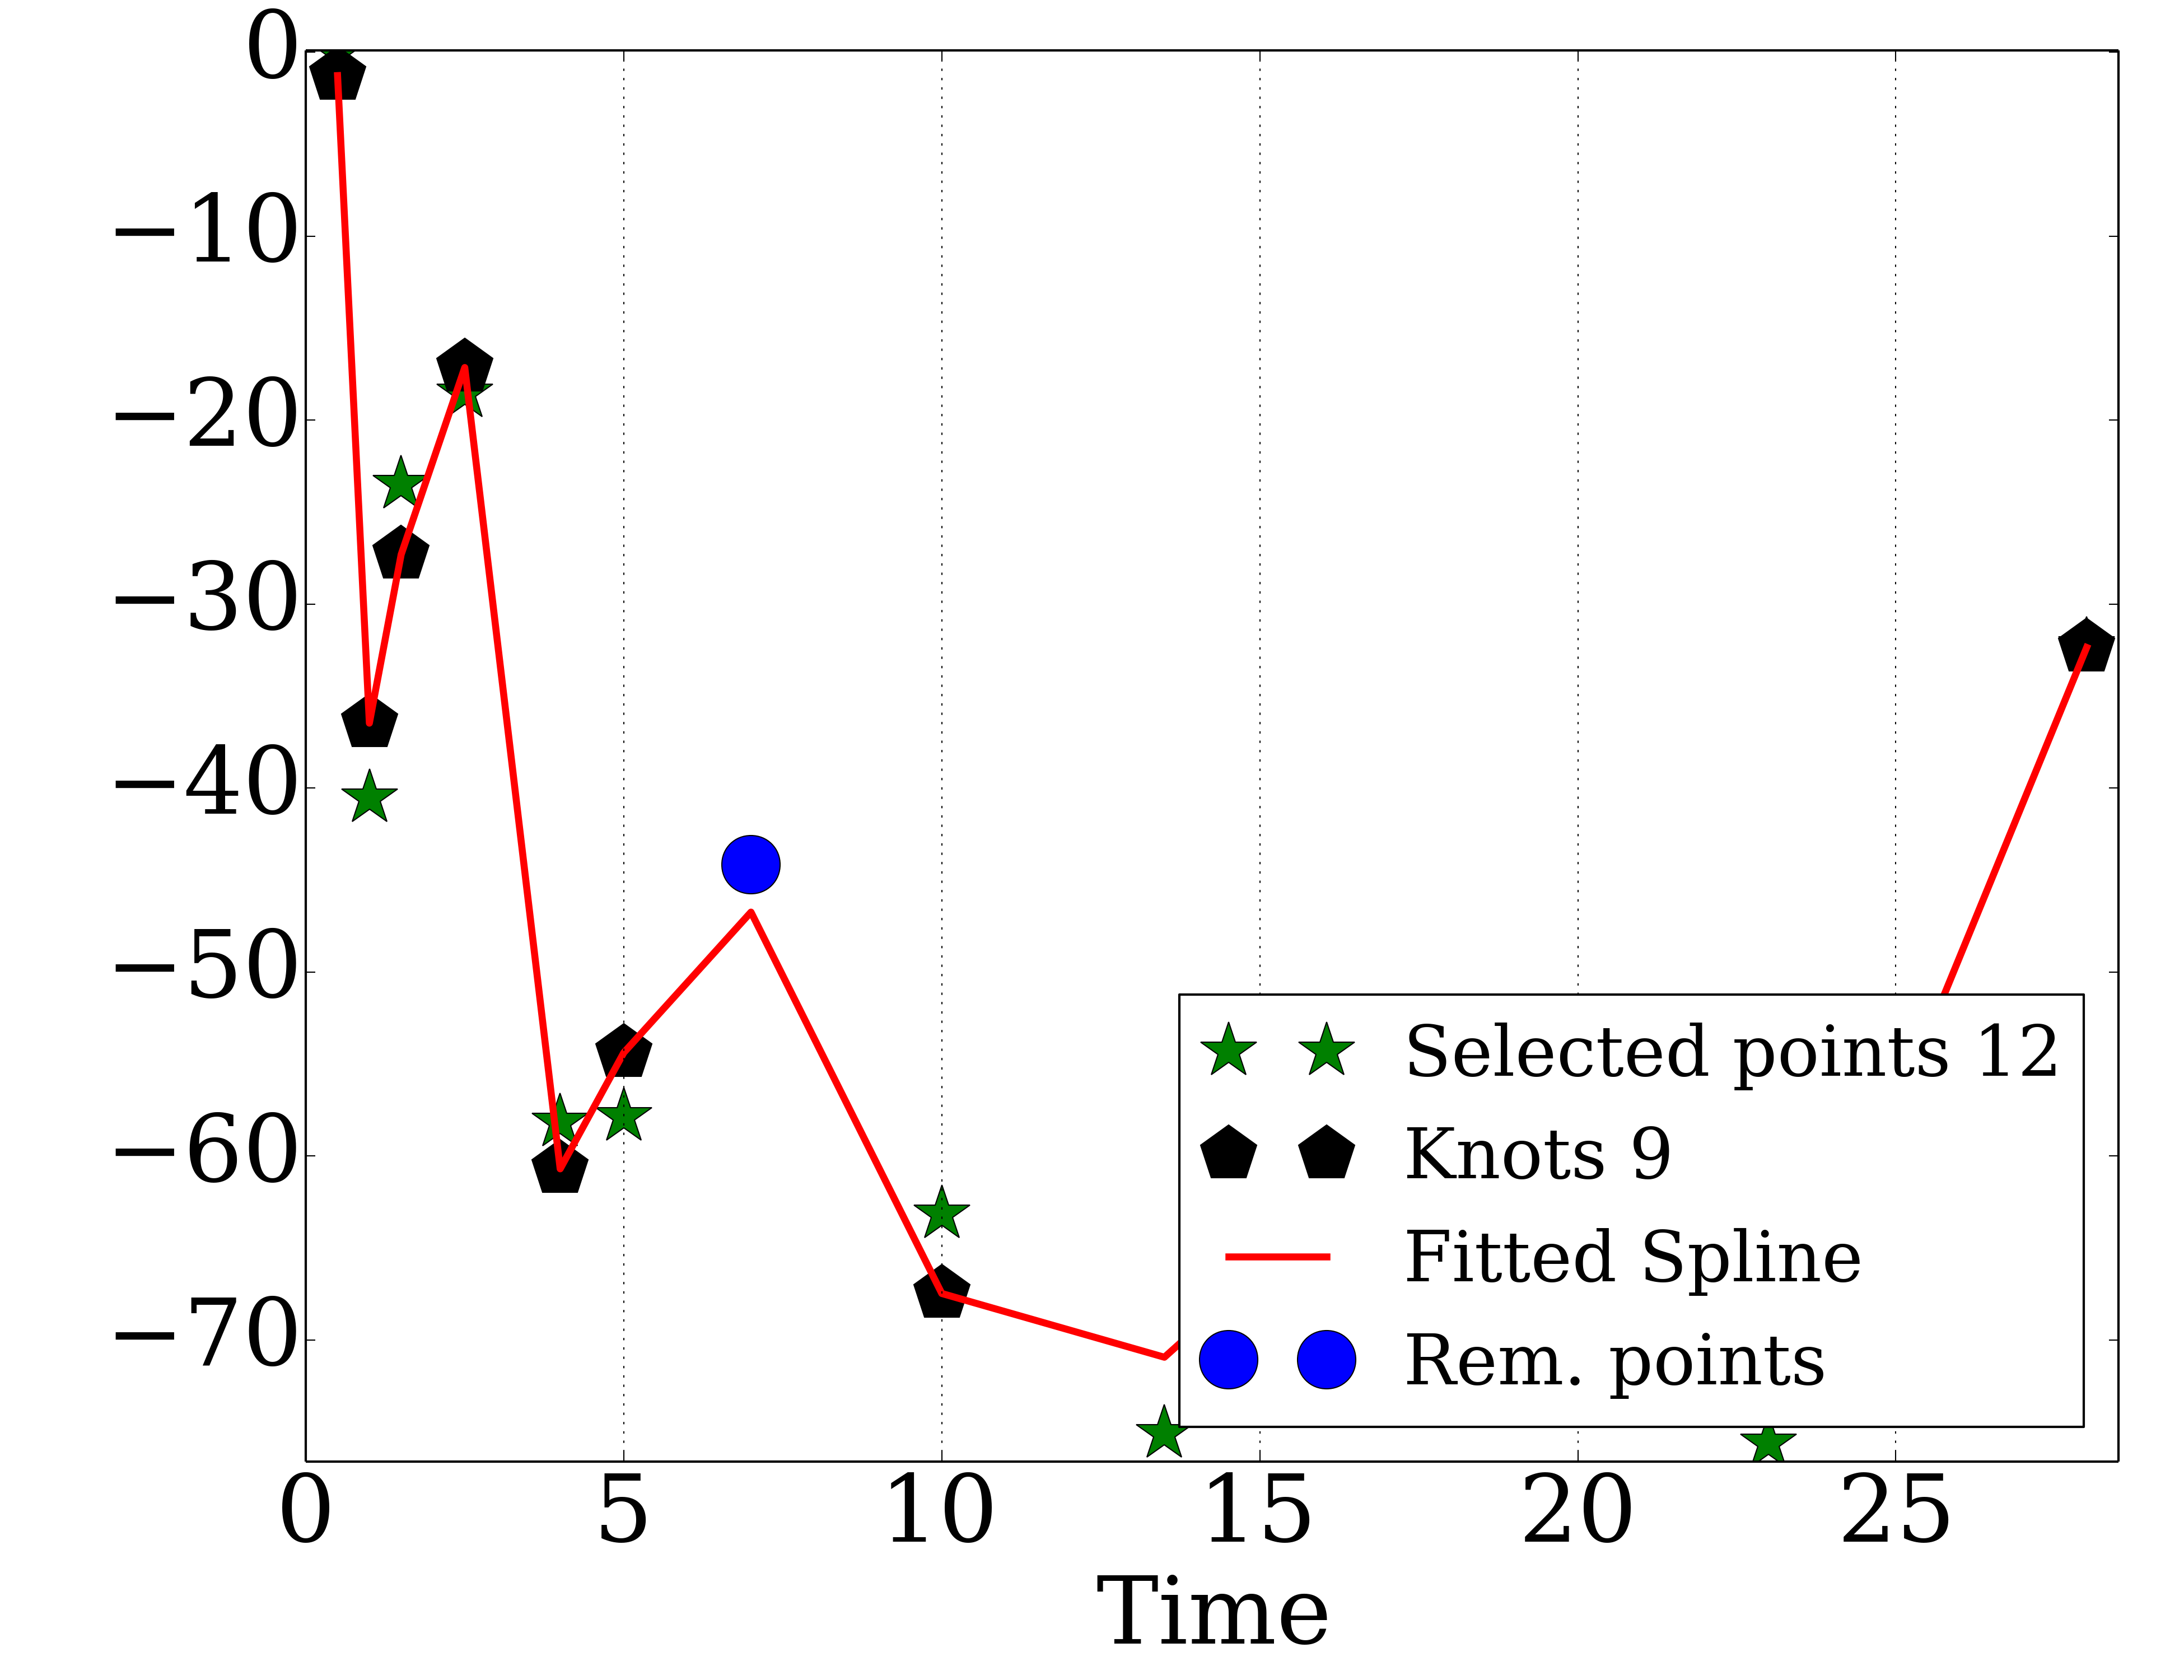 0
−10
−20
−30
−40
−50
−60
−70
Selected points 12
Knots 9
Fitted Spline
Rem. points
0 5 10 15 20 25
Time